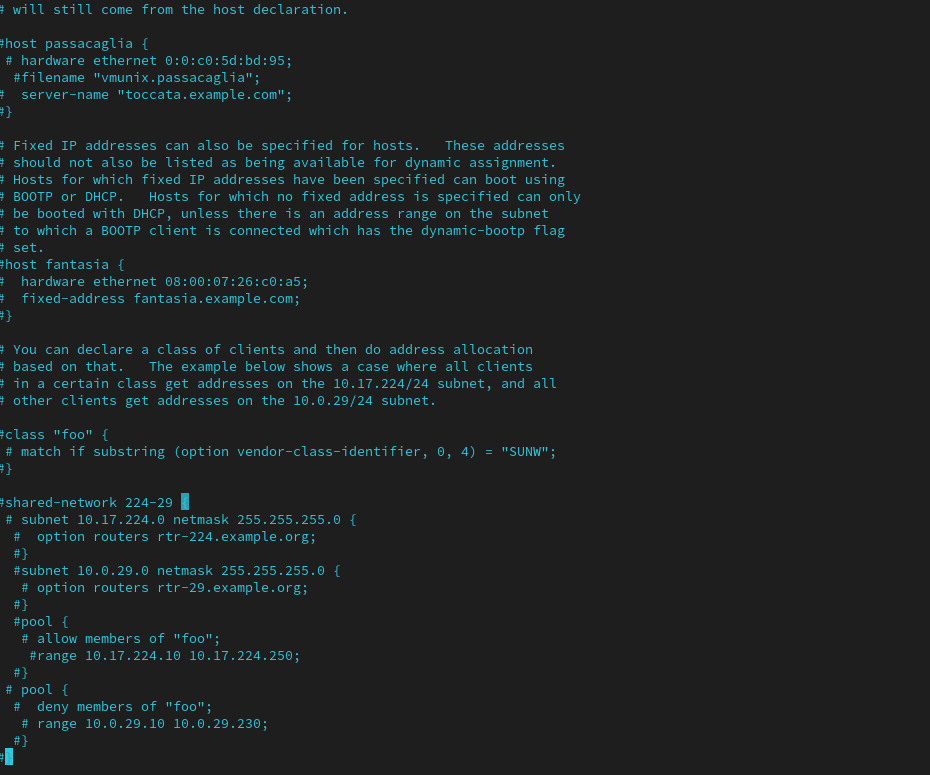 # will still come from the host declaration.

#host passacaglia {
 # hardware ethernet 0:0:c0:5d:bd:95;
  #filename "vmunix.passacaglia";
#  server-name "toccata.example.com";
#}

# Fixed IP addresses can also be specified for hosts.   These addresses
# should not also be listed as being available for dynamic assignment.
# Hosts for which fixed IP addresses have been specified can boot using
# BOOTP or DHCP.   Hosts for which no fixed address is specified can only
# be booted with DHCP, unless there is an address range on the subnet
# to which a BOOTP client is connected which has the dynamic-bootp flag
# set.
#host fantasia {
#  hardware ethernet 08:00:07:26:c0:a5;
#  fixed-address fantasia.example.com;
#}

# You can declare a class of clients and then do address allocation
# based on that.   The example below shows a case where all clients
# in a certain class get addresses on the 10.17.224/24 subnet, and all
# other clients get addresses on the 10.0.29/24 subnet.

#class "foo" {
 # match if substring (option vendor-class-identifier, 0, 4) = "SUNW";
#}

#shared-network 224-29 {
 # subnet 10.17.224.0 netmask 255.255.255.0 {
  #  option routers rtr-224.example.org;
  #}
  #subnet 10.0.29.0 netmask 255.255.255.0 {
   # option routers rtr-29.example.org;
  #}
  #pool {
   # allow members of "foo";
    #range 10.17.224.10 10.17.224.250;
  #}
 # pool {
  #  deny members of "foo";
   # range 10.0.29.10 10.0.29.230;
  #}
#}